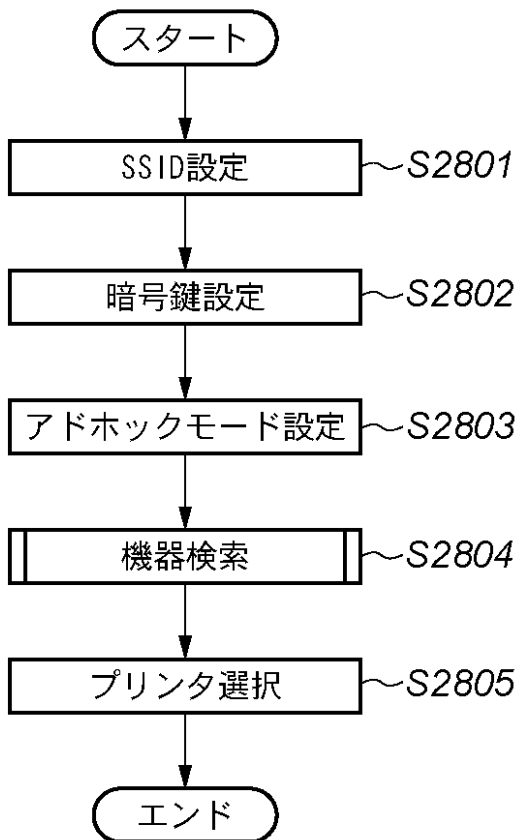 スタート
SSID設定 S2801
暗号鍵設定 S2802
アドホックモード設定 S2803
機器検索 S2804
プリンタ選択 S2805
エンド